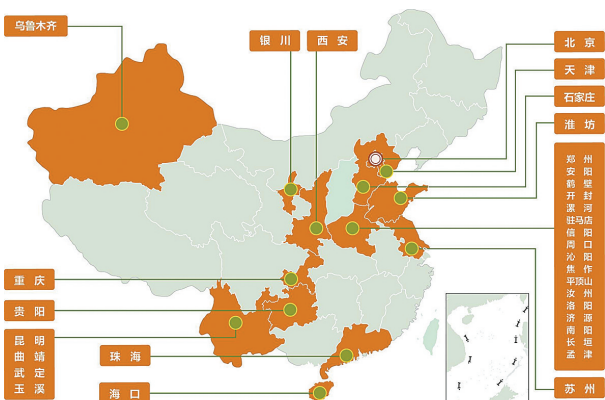 乌鲁木齐
银川
西安
北京
天津
石家庄
淮坊
郑州
安阳
鹤壁
开封
漯河
驻马店
信阳
周口
沁阳
焦作
平顶山
汝州
洛阳
济源
南阳
长垣
孟津
苏州
重庆
贵阳
昆明
曲靖
武定
玉溪
珠海
海口